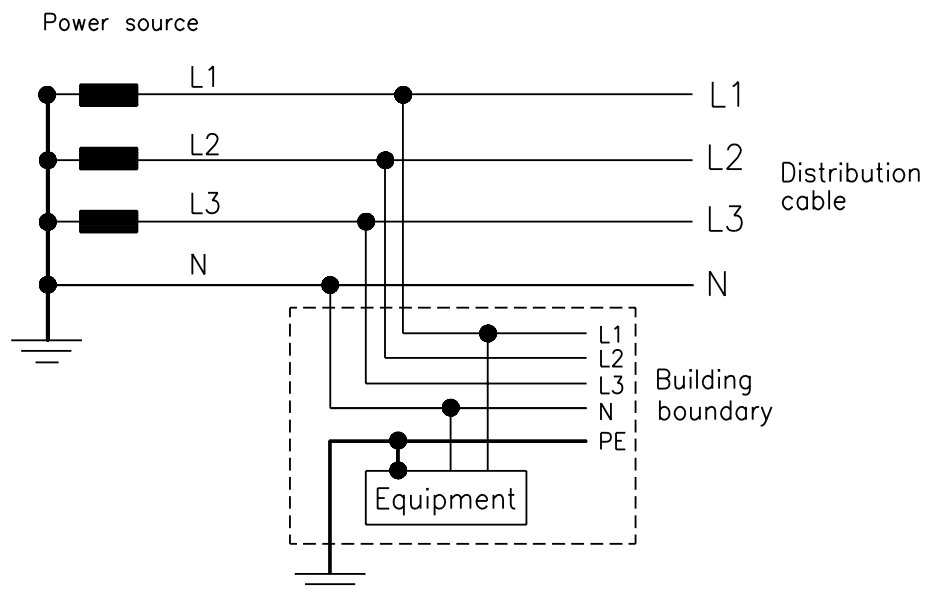 Power source
L1
L1
L2
L2
Distribution
cable
L3
L3
N
N
L1
L2
L3
N
PE
Building
boundary
Equipment